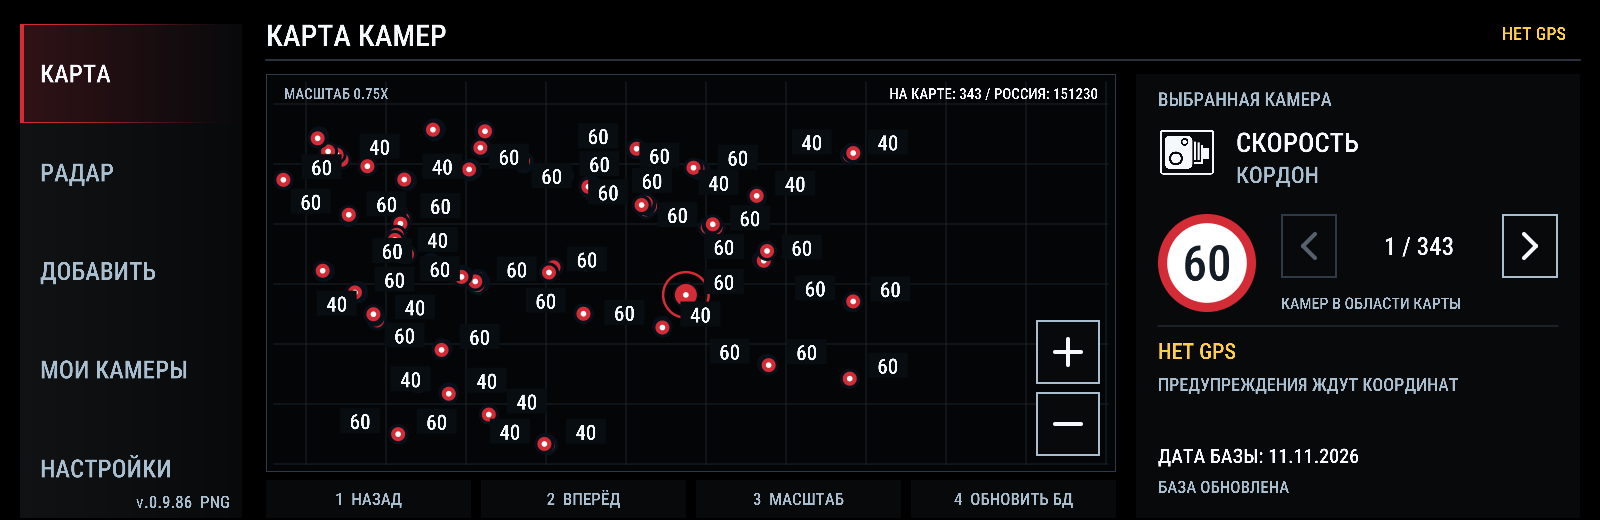 КАРТА
РАДАР
ДОБАВИТЬ
МОИ КАМЕРЫ
НАСТРОЙКИ
v.0.9.86 PNG
КАРТА КАМЕР
НЕТ GPS
МАСШТАБ 0.75X
НА КАРТЕ: 343 / РОССИЯ: 151230
60
40 40
40 60
60 60
60 40 60
60 60 40 40
60
60 60 60
60 60
40 60 60
60
60 60 60
60
60 60
40 60 40
60
40
60 60
60 60
60
40 40
40
60 60
40 40
1 НАЗАД
2 ВПЕРЁД
3 МАСШТАБ
4 ОБНОВИТЬ БД
ВЫБРАННАЯ КАМЕРА
СКОРОСТЬ
КОРДОН
60
1 / 343
КАМЕР В ОБЛАСТИ КАРТЫ
НЕТ GPS
ПРЕДУПРЕЖДЕНИЯ ЖДУТ КООРДИНАТ
ДАТА БАЗЫ: 11.11.2026
БАЗА ОБНОВЛЕНА